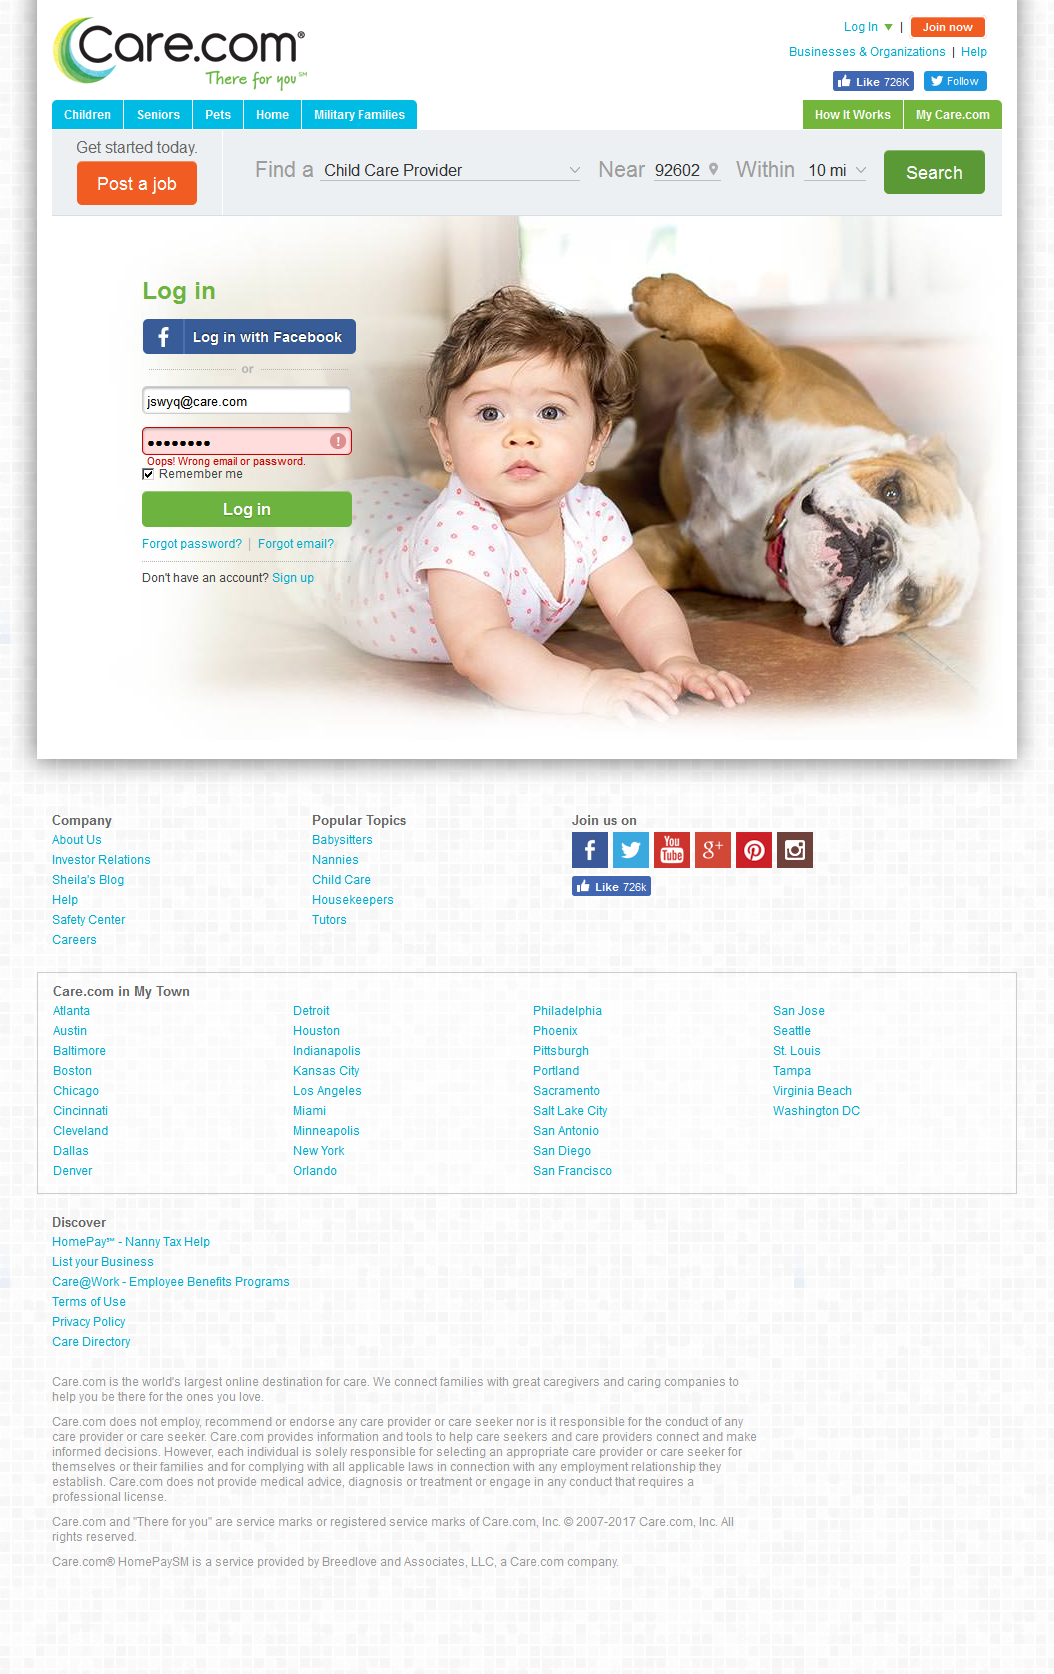 Care.com®
There for you℠
Log In | Join now
Businesses & Organizations | Help
Like 726K Follow
Children Seniors Pets Home Military Families How It Works My Care.com
Get started today.
Post a job
Find a Child Care Provider Near 92602 Within 10 mi Search
Log in
f Log in with Facebook
or
jswyq@care.com
●●●●●●●● !
Oops! Wrong email or password.
Remember me
Log in
Forgot password? | Forgot email?
Don't have an account? Sign up
Company
About Us
Investor Relations
Sheila's Blog
Help
Safety Center
Careers
Popular Topics
Babysitters
Nannies
Child Care
Housekeepers
Tutors
Join us on
f You Tube g+
Like 726k
Care.com in My Town
Atlanta
Austin
Baltimore
Boston
Chicago
Cincinnati
Cleveland
Dallas
Denver
Detroit
Houston
Indianapolis
Kansas City
Los Angeles
Miami
Minneapolis
New York
Orlando
Philadelphia
Phoenix
Pittsburgh
Portland
Sacramento
Salt Lake City
San Antonio
San Diego
San Francisco
San Jose
Seattle
St. Louis
Tampa
Virginia Beach
Washington DC
Discover
HomePay℠ - Nanny Tax Help
List your Business
Care@Work - Employee Benefits Programs
Terms of Use
Privacy Policy
Care Directory
Care.com is the world's largest online destination for care. We connect families with great caregivers and caring companies to
help you be there for the ones you love.
Care.com does not employ, recommend or endorse any care provider or care seeker nor is it responsible for the conduct of any
care provider or care seeker. Care.com provides information and tools to help care seekers and care providers connect and make
informed decisions. However, each individual is solely responsible for selecting an appropriate care provider or care seeker for
themselves or their families and for complying with all applicable laws in connection with any employment relationship they
establish. Care.com does not provide medical advice, diagnosis or treatment or engage in any conduct that requires a
professional license.
Care.com and "There for you" are service marks or registered service marks of Care.com, Inc. © 2007-2017 Care.com, Inc. All
rights reserved.
Care.com® HomePaySM is a service provided by Breedlove and Associates, LLC, a Care.com company.